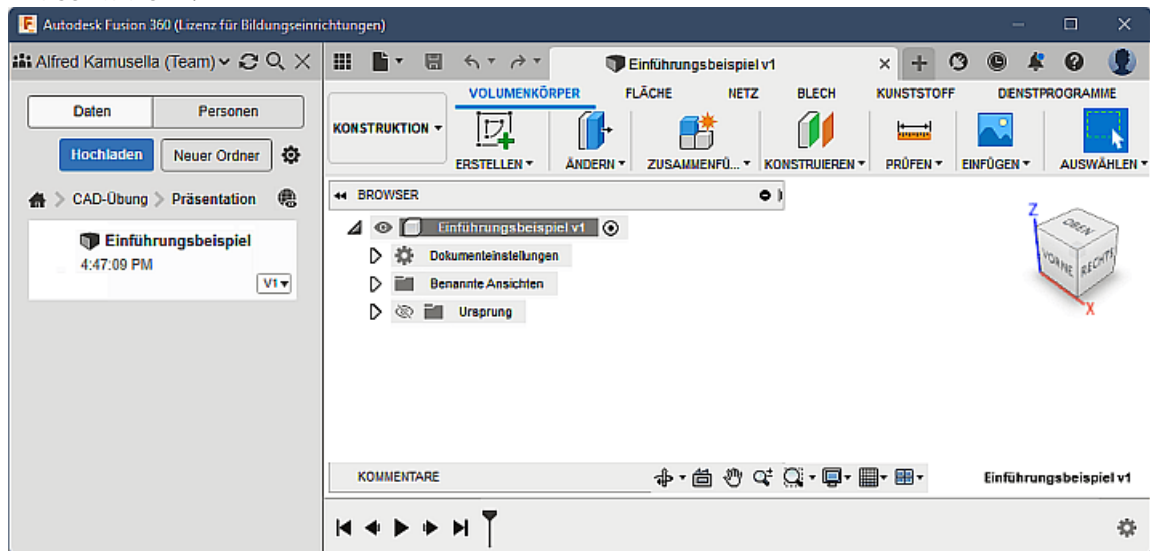 Autodesk Fusion 360 (Lizenz für Bildungseinrichtungen)
Alfred Kamusella (Team)
Einführungsbeispiel v1
Daten Personen
Hochladen Neuer Ordner
CAD-Übung > Präsentation
Einführungsbeispiel
4:47:09 PM
V1
VOLUMENKÖRPER FLÄCHE NETZ BLECH KUNSTSTOFF DIENSTPROGRAMME
KONSTRUKTION
ERSTELLEN ÄNDERN ZUSAMMENFÜ... KONSTRUIEREN PRÜFEN EINFÜGEN AUSWÄHLEN
BROWSER
Einführungsbeispiel v1
Dokumenteinstellungen
Benannte Ansichten
Ursprung
Z
OBEN
VORNE RECHTS
X
KOMMENTARE
Einführungsbeispiel v1